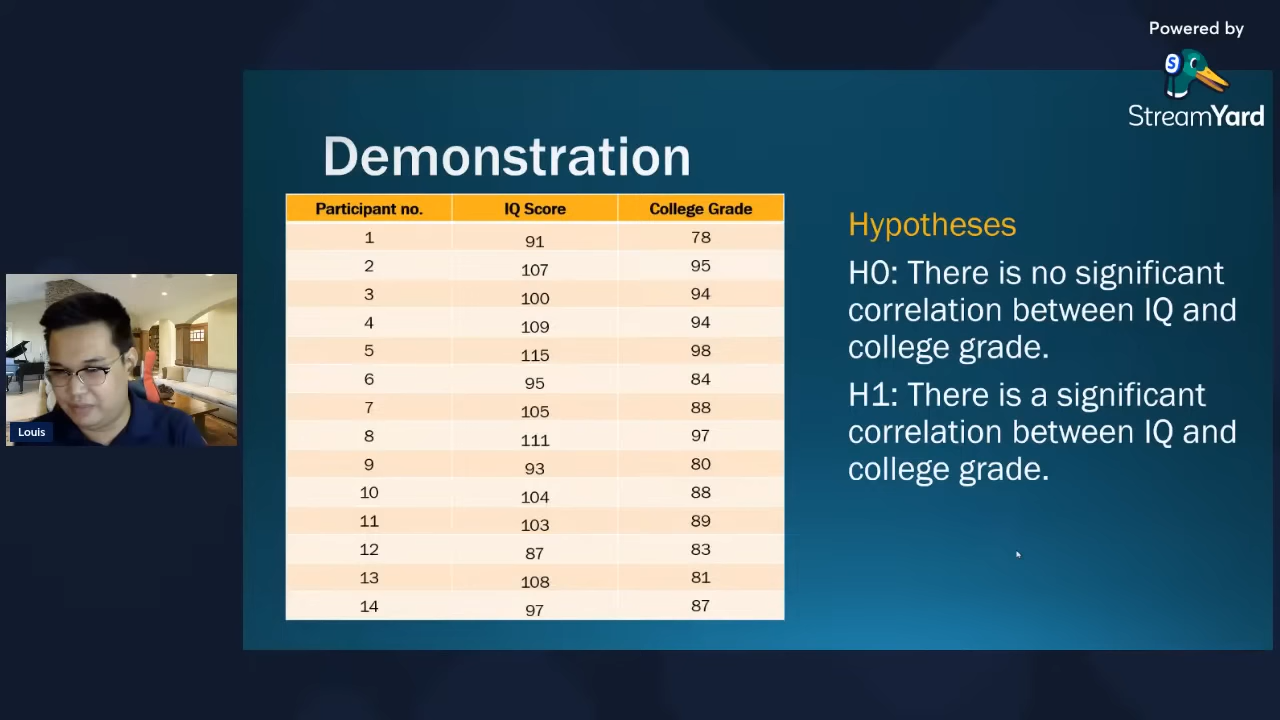 Powered by
StreamYard
Demonstration
Participant no. IQ Score College Grade
1 91 78
2 107 95
3 100 94
4 109 94
5 115 98
6 95 84
7 105 88
8 111 97
9 93 80
10 104 88
11 103 89
12 87 83
13 108 81
14 97 87
Hypotheses
H0: There is no significant
correlation between IQ and
college grade.
H1: There is a significant
correlation between IQ and
college grade.
Louis
S